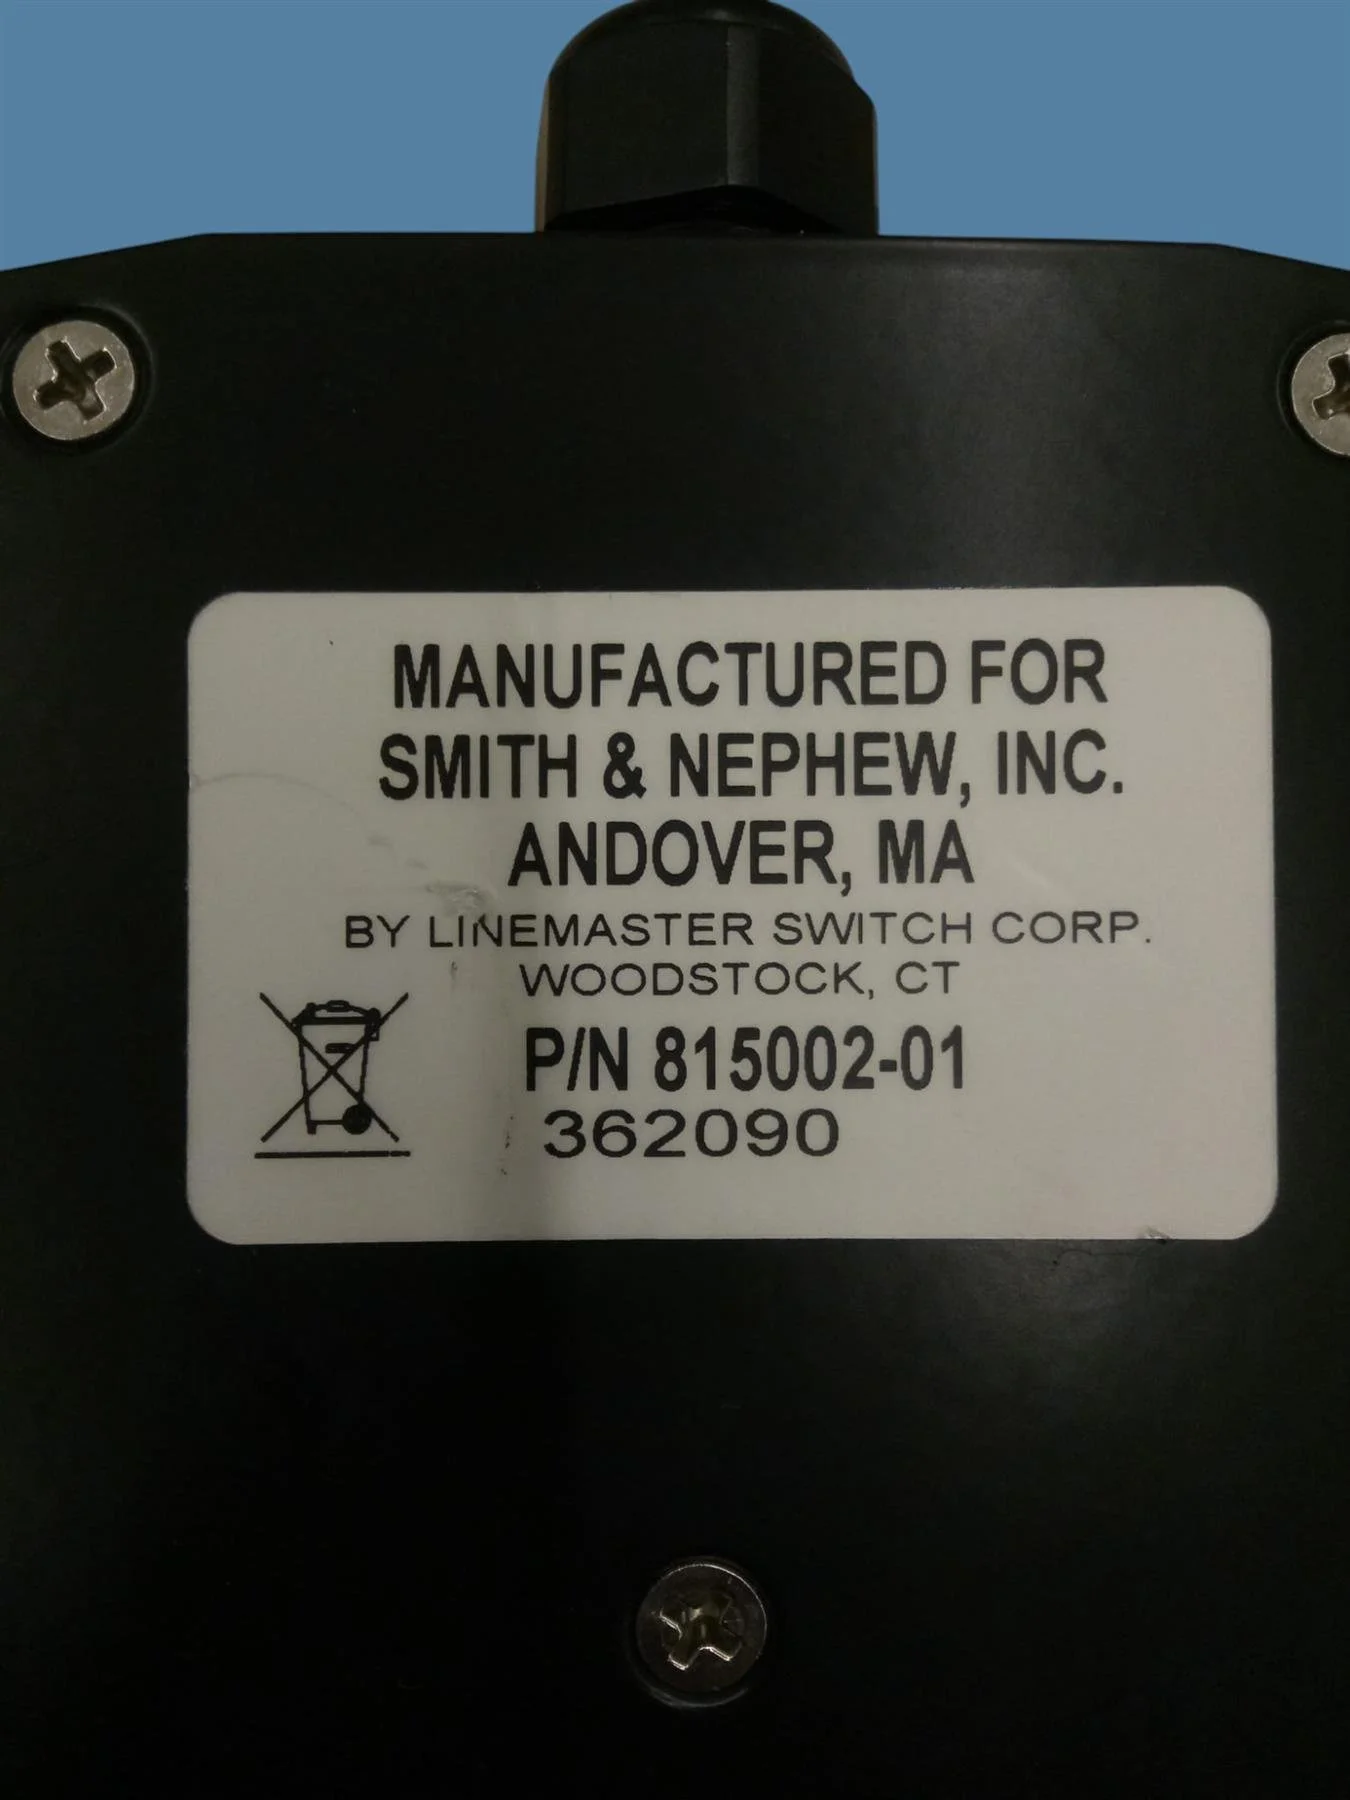 MANUFACTURED FOR
SMITH & NEPHEW, INC.
ANDOVER, MA
BY LINEMASTER SWITCH CORP.
WOODSTOCK, CT
P/N 815002-01
362090